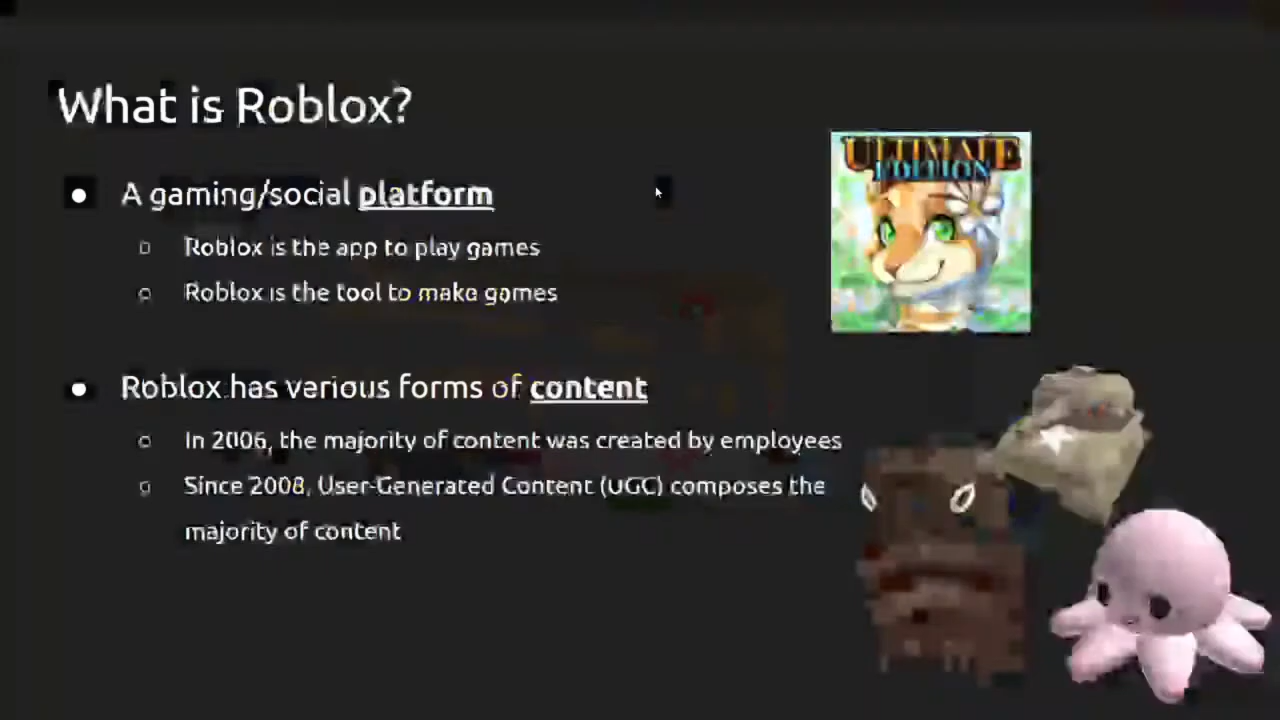 What is Roblox?
ULTIMATE
EDITION
● A gaming/social platform
○ Roblox is the app to play games
○ Roblox is the tool to make games
● Roblox has various forms of content
○ In 2006, the majority of content was created by employees
○ Since 2008, User-Generated Content (UGC) composes the
majority of content